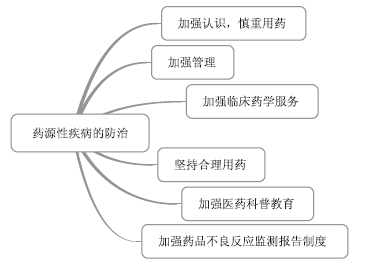 加强认识，慎重用药
加强管理
加强临床药学服务
药源性疾病的防治
坚持合理用药
加强医药科普教育
加强药品不良反应监测报告制度